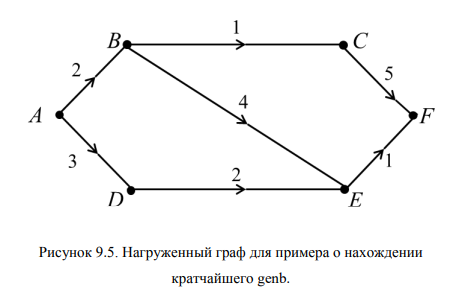 1
B
C
2
5
4
A
F
3
2
1
D
E
Рисунок 9.5. Нагруженный граф для примера о нахождении
кратчайшего genb.